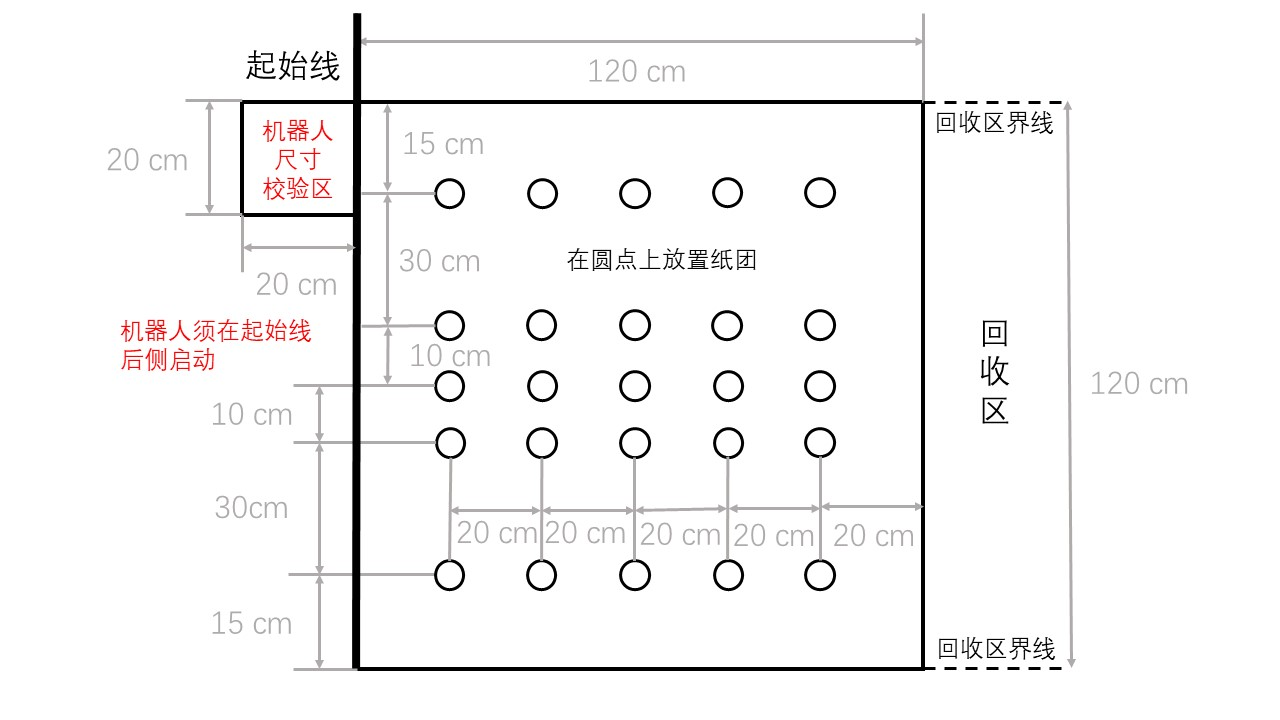 120 cm
起始线
回收区界线
机器人
尺寸
校验区
20 cm
15 cm
20 cm
30 cm
在圆点上放置纸团
机器人须在起始线
后侧启动
10 cm
回
收
区
120 cm
10 cm
30cm
20 cm
20 cm
20 cm
20 cm
20 cm
15 cm
回收区界线